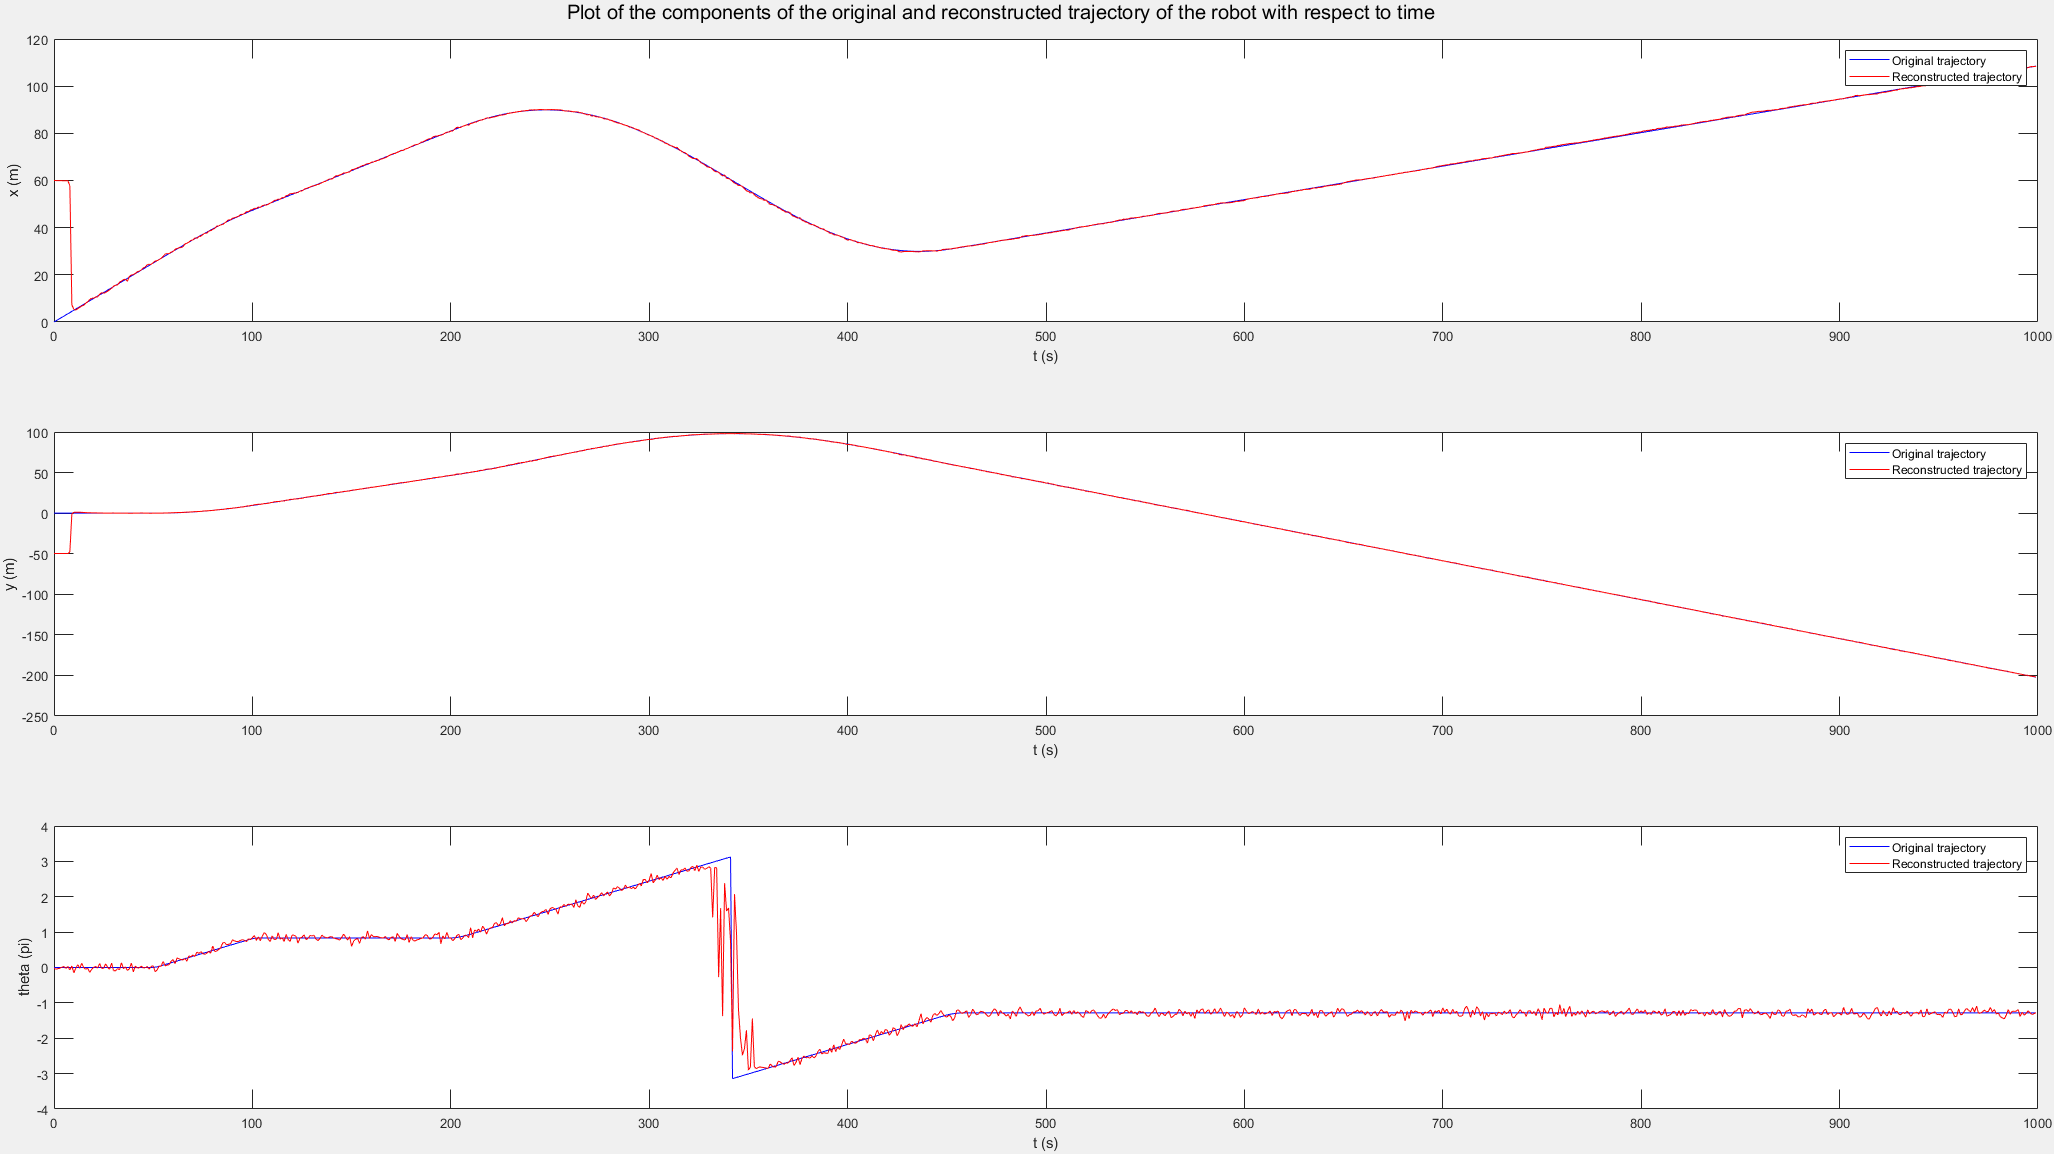 Plot of the components of the original and reconstructed trajectory of the robot with respect to time
120
100
80
60
40
20
0
x (m)
Original trajectory
Reconstructed trajectory
0 100 200 300 400 500 600 700 800 900 1000
t (s)
100
50
0
-50
-100
-150
-200
-250
y (m)
Original trajectory
Reconstructed trajectory
0 100 200 300 400 500 600 700 800 900 1000
t (s)
4
3
2
1
0
-1
-2
-3
-4
theta (pi)
Original trajectory
Reconstructed trajectory
0 100 200 300 400 500 600 700 800 900 1000
t (s)